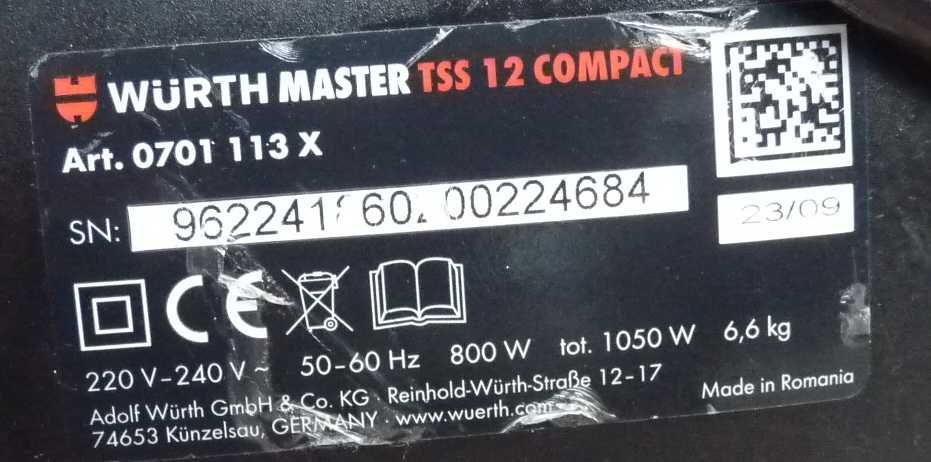 WÜRTH MASTER TSS 12 COMPACT
Art. 0701 113 X
SN:
23/09
CE
220 V–240 V ~ 50–60 Hz 800 W tot. 1050 W 6,6 kg
Adolf Würth GmbH & Co. KG · Reinhold-Würth-Straße 12–17
74653 Künzelsau, GERMANY · www.wuerth.com
Made in Romania